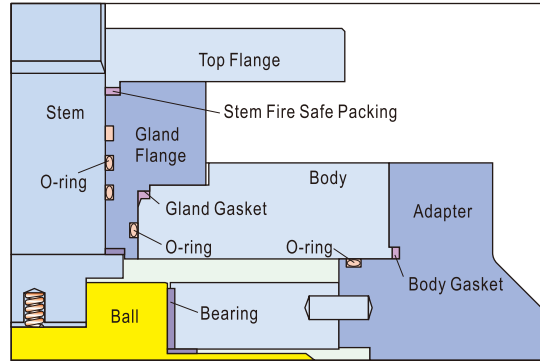 Top Flange
Stem Fire Safe Packing
Stem
Gland
Flange
O-ring
Body
Gland Gasket
Adapter
O-ring
O-ring
Body Gasket
Ball
Bearing